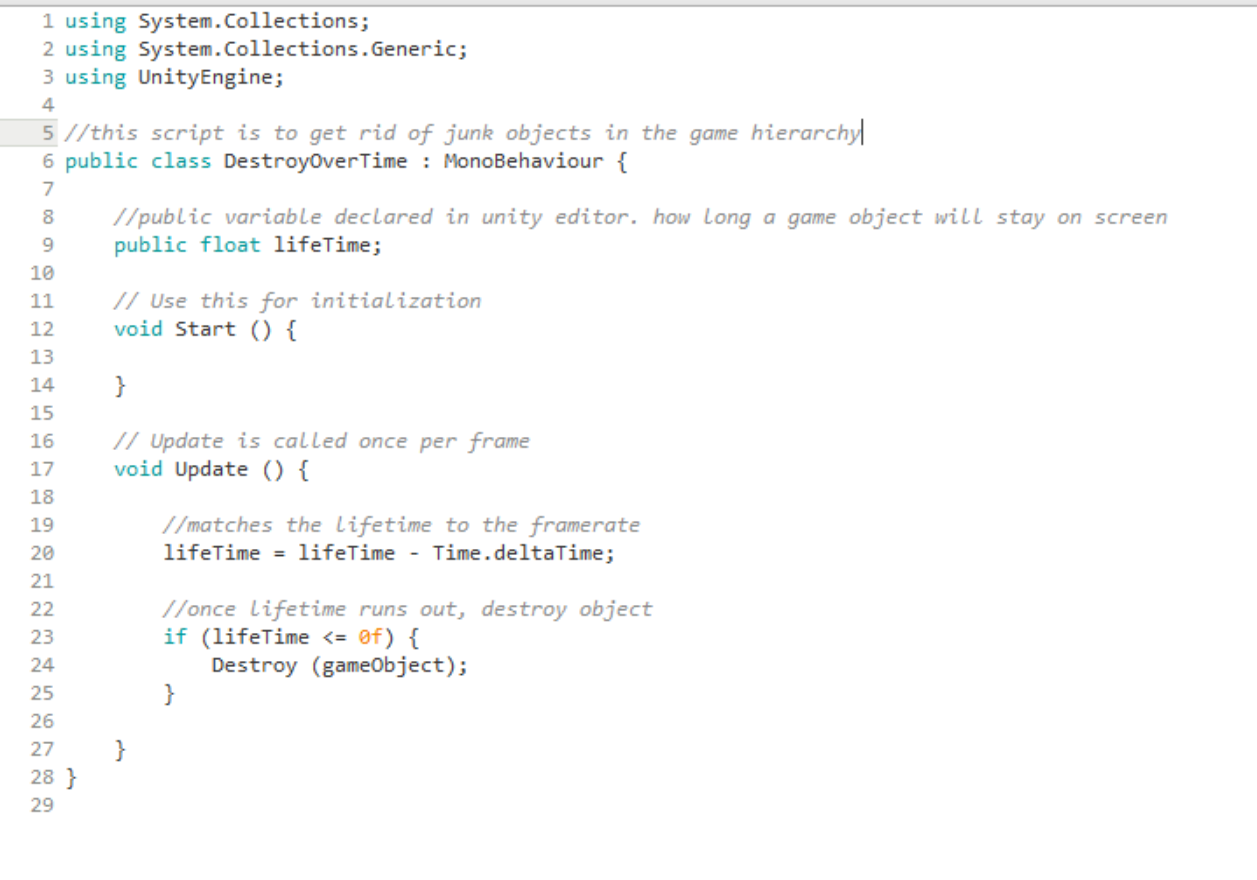 1 using System.Collections;
2 using System.Collections.Generic;
3 using UnityEngine;
4
5 //this script is to get rid of junk objects in the game hierarchy
6 public class DestroyOverTime : MonoBehaviour {
7
8     //public variable declared in unity editor. how long a game object will stay on screen
9     public float lifeTime;
10
11     // Use this for initialization
12     void Start () {
13
14     }
15
16     // Update is called once per frame
17     void Update () {
18
19         //matches the lifetime to the framerate
20         lifeTime = lifeTime - Time.deltaTime;
21
22         //once lifetime runs out, destroy object
23         if (lifeTime <= 0f) {
24             Destroy (gameObject);
25         }
26
27     }
28 }
29